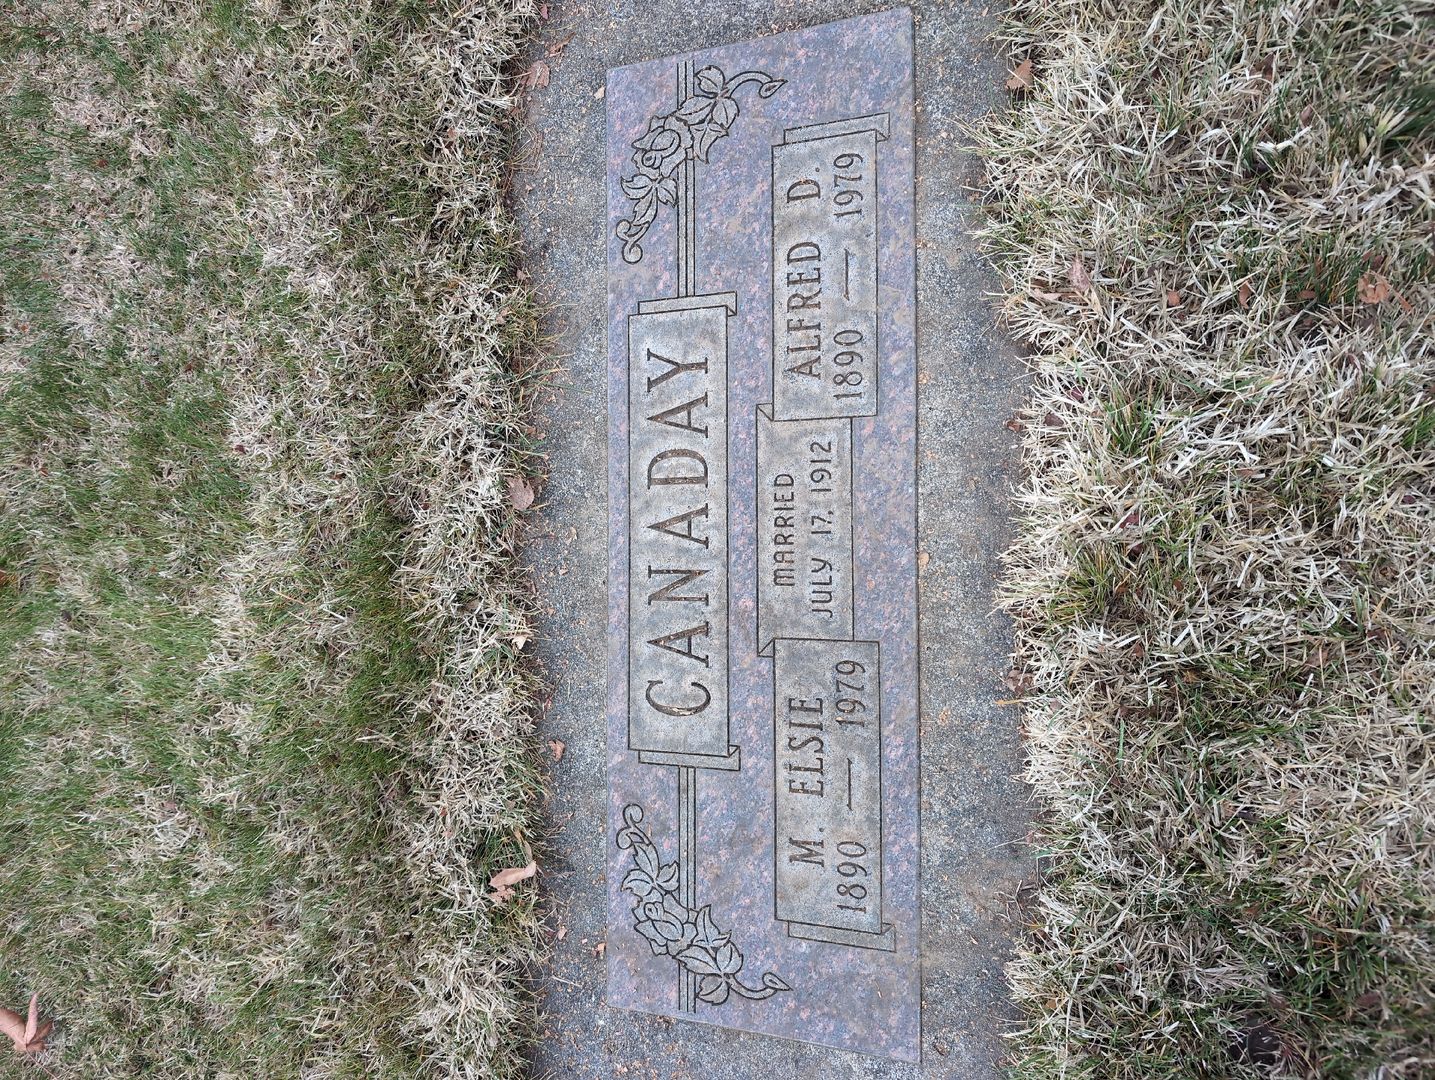 CANADAY
M. ELSIE
1890 — 1979
MARRIED
JULY 17, 1912
ALFRED D.
1890 — 1979